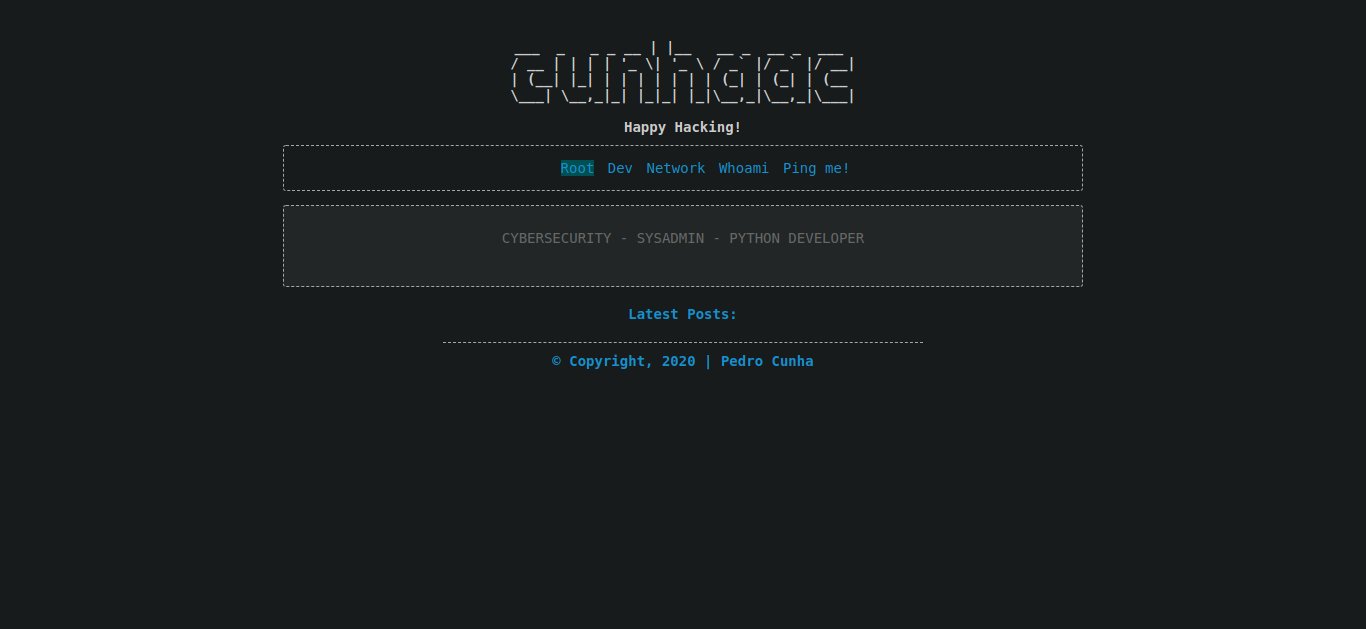 cunhaac
Happy Hacking!
Root Dev Network Whoami Ping me!
CYBERSECURITY - SYSADMIN - PYTHON DEVELOPER
Latest Posts:
© Copyright, 2020 | Pedro Cunha